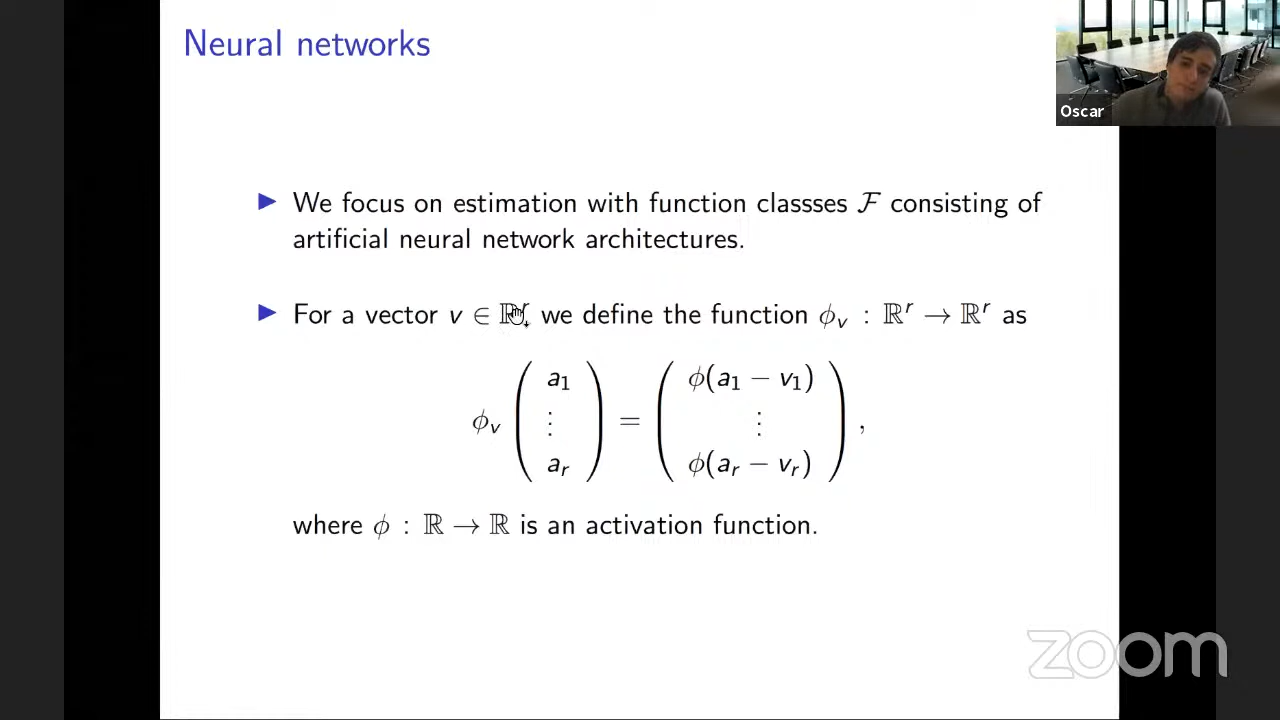 Neural networks
Oscar
▶ We focus on estimation with function classses ℱ consisting of
artificial neural network architectures.
▶ For a vector v ∈ ℝʳ, we define the function ϕᵥ : ℝʳ → ℝʳ as
ϕᵥ (a₁ ⋮ aᵣ) = (ϕ(a₁ − v₁) ⋮ ϕ(aᵣ − vᵣ)),
where ϕ : ℝ → ℝ is an activation function.
zoom